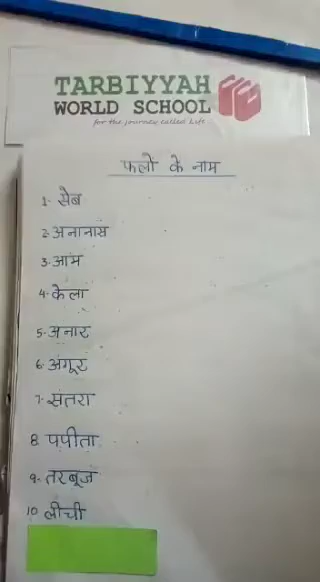 TARBIYYAH
WORLD SCHOOL
for the journey called Life
फलों के नाम
1. सेब
2. अनानास
3. आम
4. केला
5. अनार
6. अंगूर
7. संतरा
8. पपीता
9. तरबूज
10 लीची